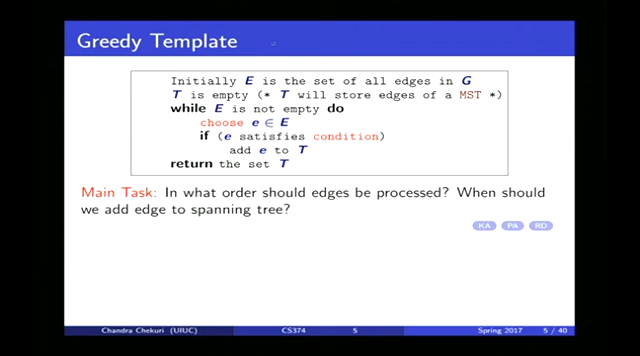 Greedy Template
Initially E is the set of all edges in G
T is empty (* T will store edges of a MST *)
while E is not empty do
choose e ∈ E
if (e satisfies condition)
add e to T
return the set T
Main Task: In what order should edges be processed? When should
we add edge to spanning tree?
KA PA RD
Chandra Chekuri (UIUC) CS374 5 Spring 2017 5 / 40